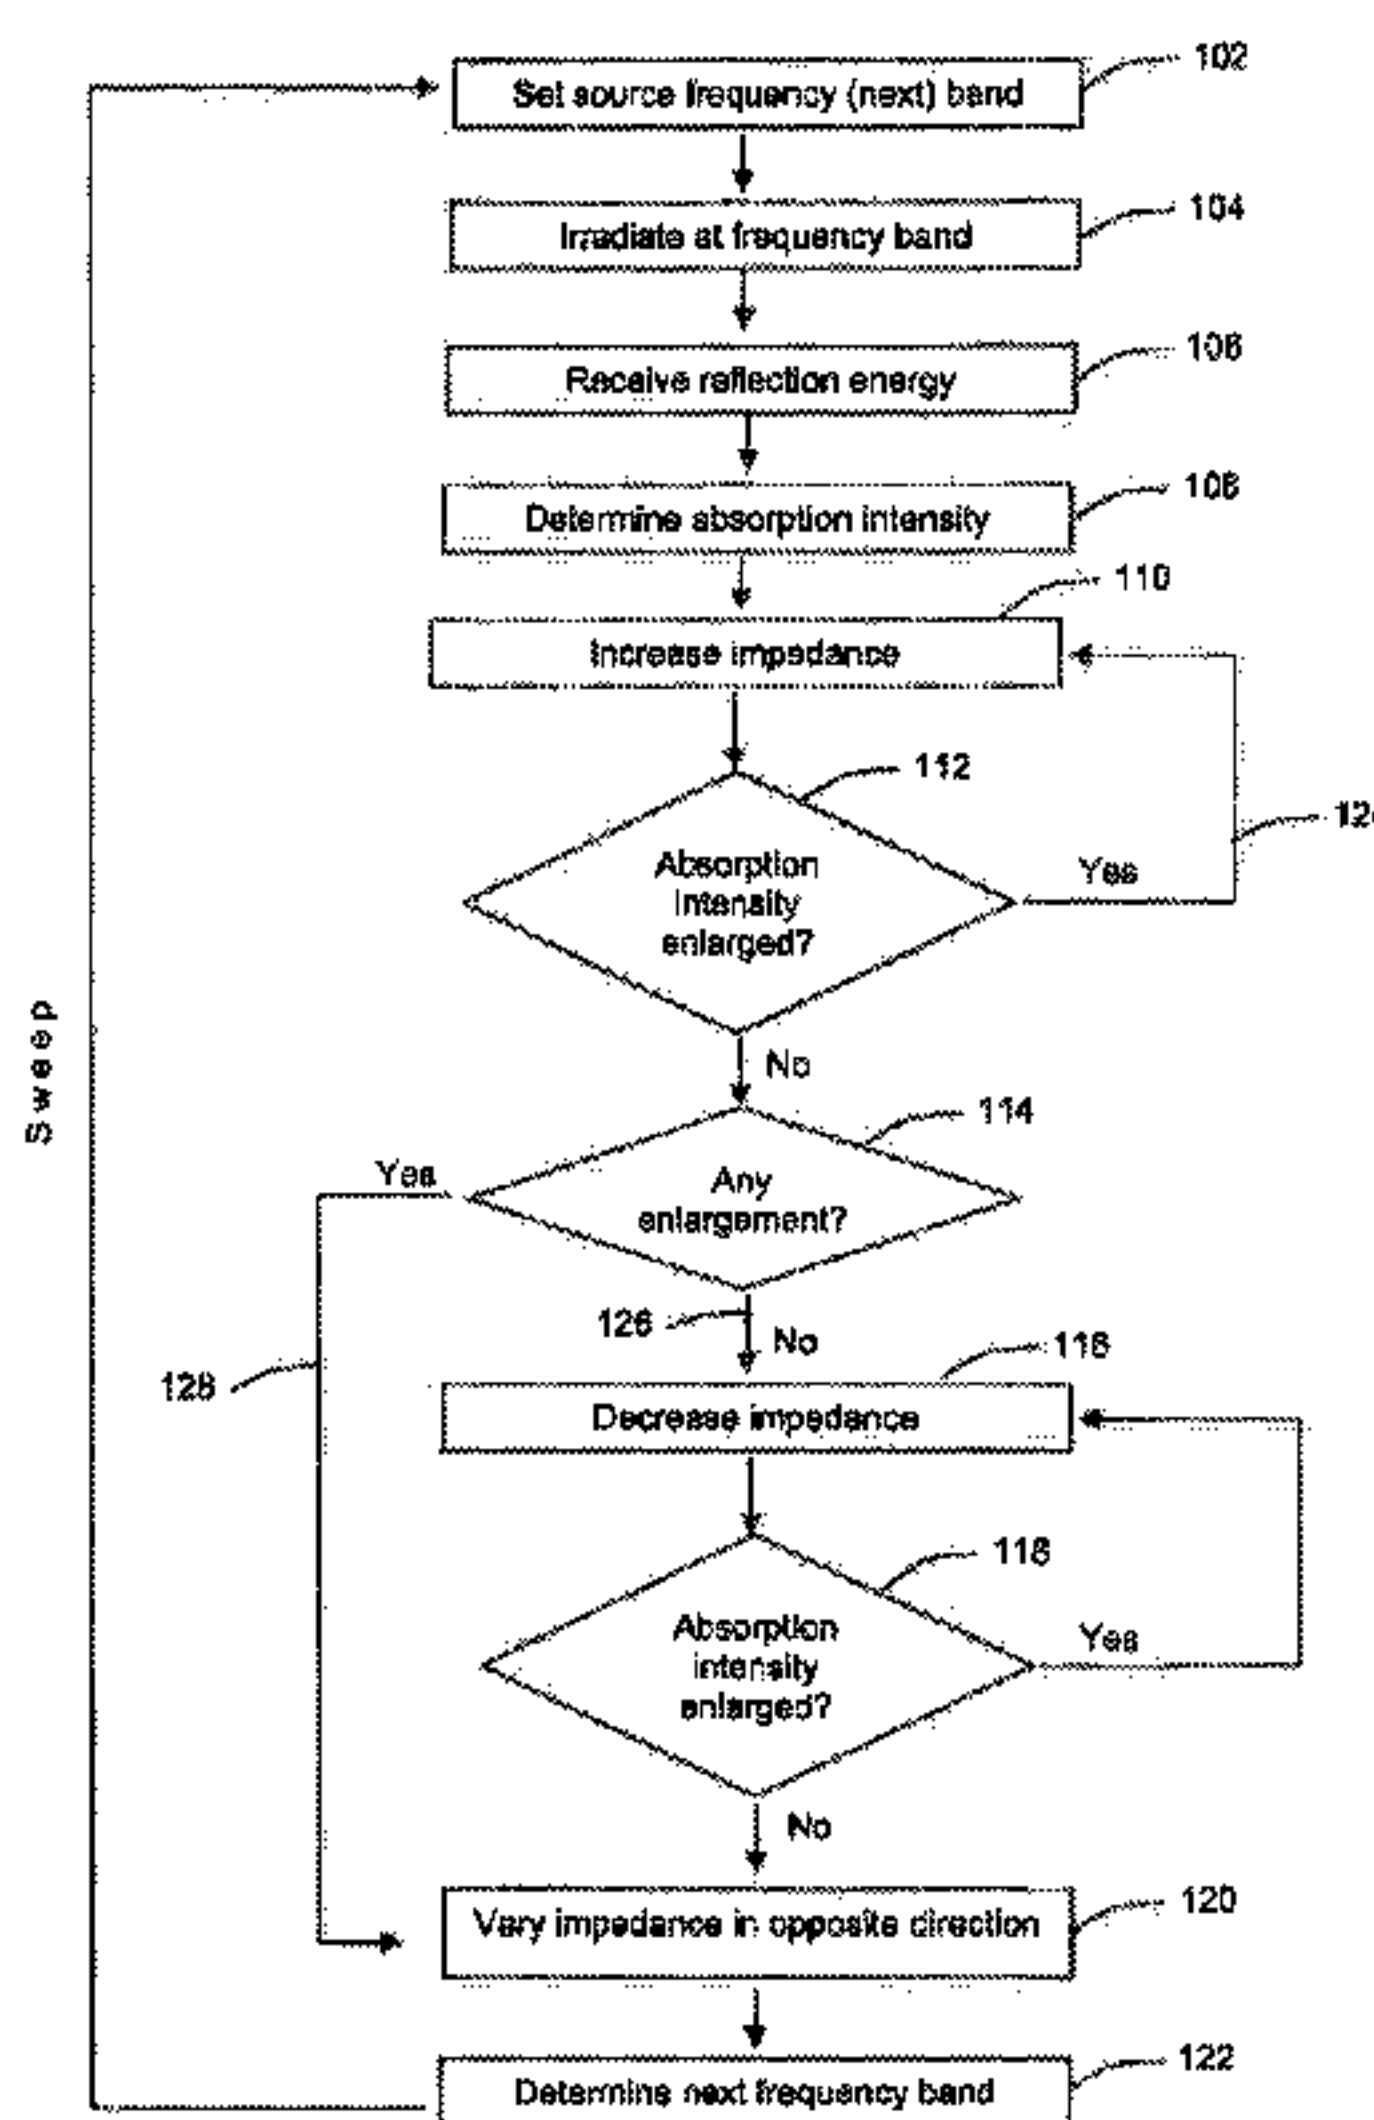 102
Set source frequency (next) band
104
Irradiate at frequency band
106
Receive reflection energy
108
Determine absorption intensity
110
Increase impedance
112
Absorption
Intensity
enlarged?
Yes
No
114
Any
enlargement?
Yes
126
No
128
116
Decrease impedance
118
Absorption
intensity
enlarged?
Yes
No
120
Vary impedance in opposite direction
122
Determine next frequency band
Sweep